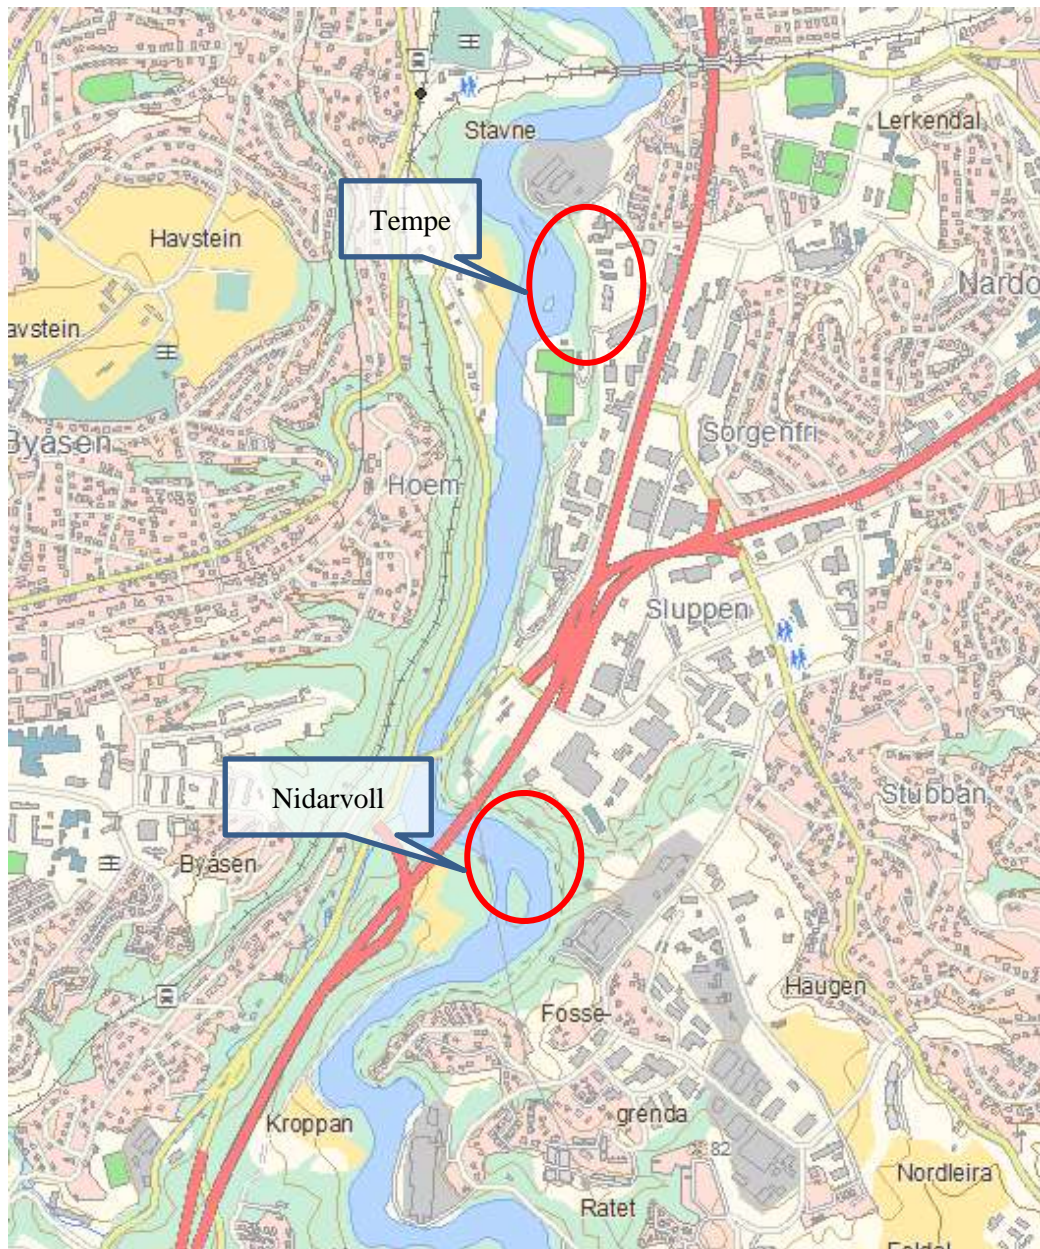 Stavne
Lerkendal
Tempe
Havstein
Nardo
avstein
Byåsen
Sorgenfri
Hoem
Sluppen
Nidarvoll
Stubban
Byåsen
Haugen
Fosse-
grenda
Kroppan
82
Nordleira
Ratet